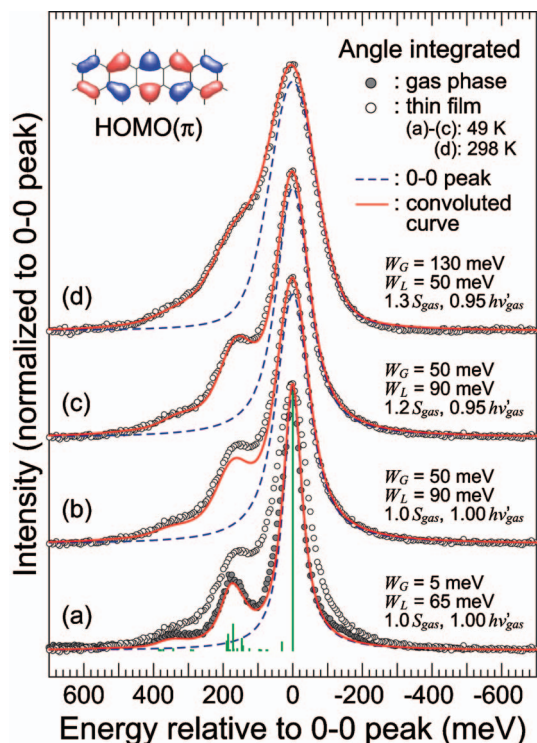 Angle integrated
: gas phase
: thin film
(a)-(c): 49 K
(d): 298 K
: 0-0 peak
: convoluted
curve
HOMO(π)
W_G = 130 meV
W_L = 50 meV
1.3 S_gas, 0.95 hν'_gas
(d)
W_G = 50 meV
W_L = 90 meV
1.2 S_gas, 0.95 hν'_gas
(c)
W_G = 50 meV
W_L = 90 meV
1.0 S_gas, 1.00 hν'_gas
(b)
W_G = 5 meV
W_L = 65 meV
1.0 S_gas, 1.00 hν'_gas
(a)
Intensity (normalized to 0-0 peak)
600 400 200 0 -200 -400 -600
Energy relative to 0-0 peak (meV)